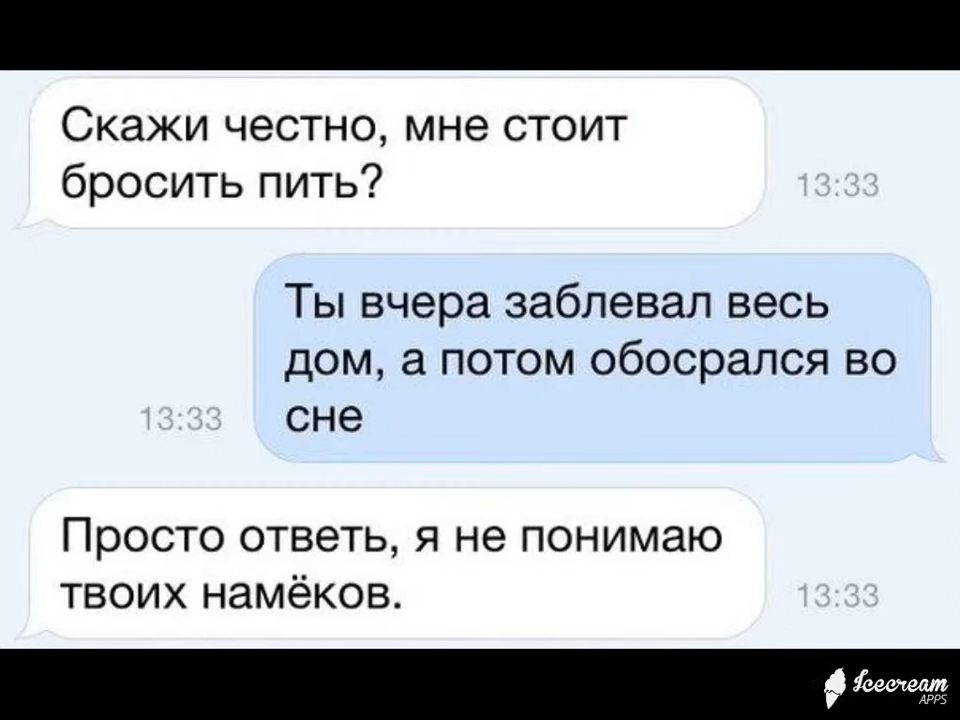 Скажи честно, мне стоит
бросить пить?
13:33
Ты вчера заблевал весь
дом, а потом обосрался во
сне
13:33
Просто ответь, я не понимаю
твоих намёков.
13:33
Icecream
APPS